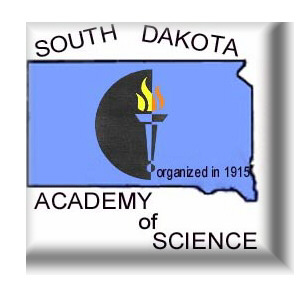 SOUTH DAKOTA
organized in 1915
ACADEMY
of
SCIENCE